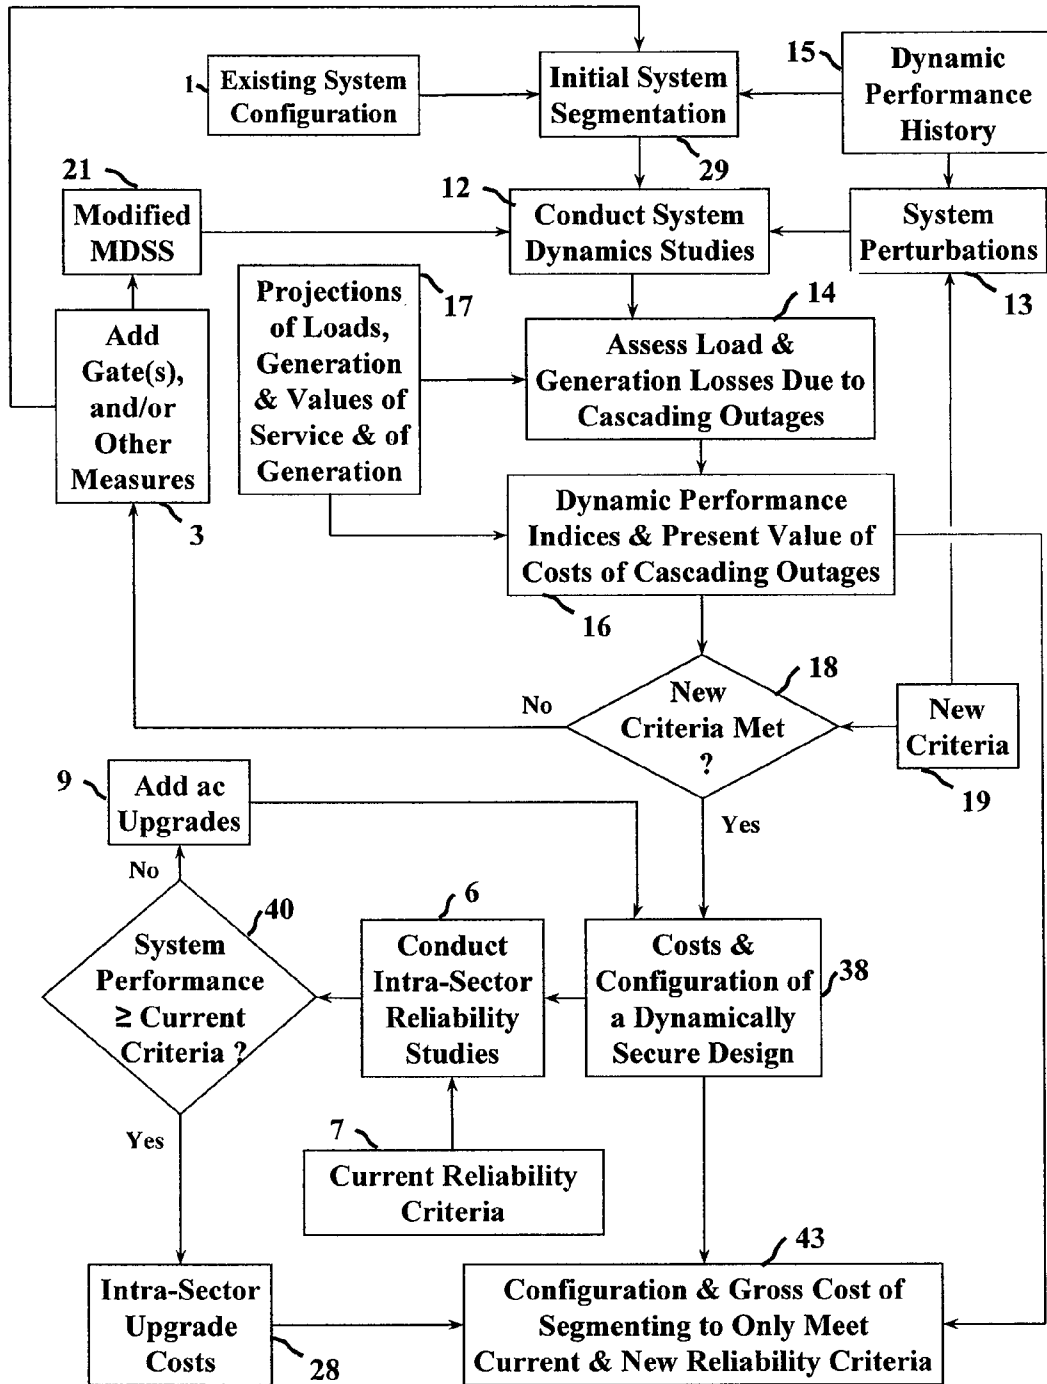 1
Existing System
Configuration
Initial System
Segmentation
29
15
Dynamic
Performance
History
21
Modified
MDSS
12
Conduct System
Dynamics Studies
System
Perturbations
13
Projections
of Loads,
Generation
& Values of
Service & of
Generation
17
14
Assess Load &
Generation Losses Due to
Cascading Outages
Add
Gate(s),
and/or
Other
Measures
3
Dynamic Performance
Indices & Present Value of
Costs of Cascading Outages
16
18
New
Criteria Met
?
No
Yes
New
Criteria
19
9
Add ac
Upgrades
No
40
System
Performance
≥ Current
Criteria ?
Yes
6
Conduct
Intra-Sector
Reliability
Studies
Costs &
Configuration of
a Dynamically
Secure Design
38
7
Current Reliability
Criteria
43
Intra-Sector
Upgrade
Costs
28
Configuration & Gross Cost of
Segmenting to Only Meet
Current & New Reliability Criteria